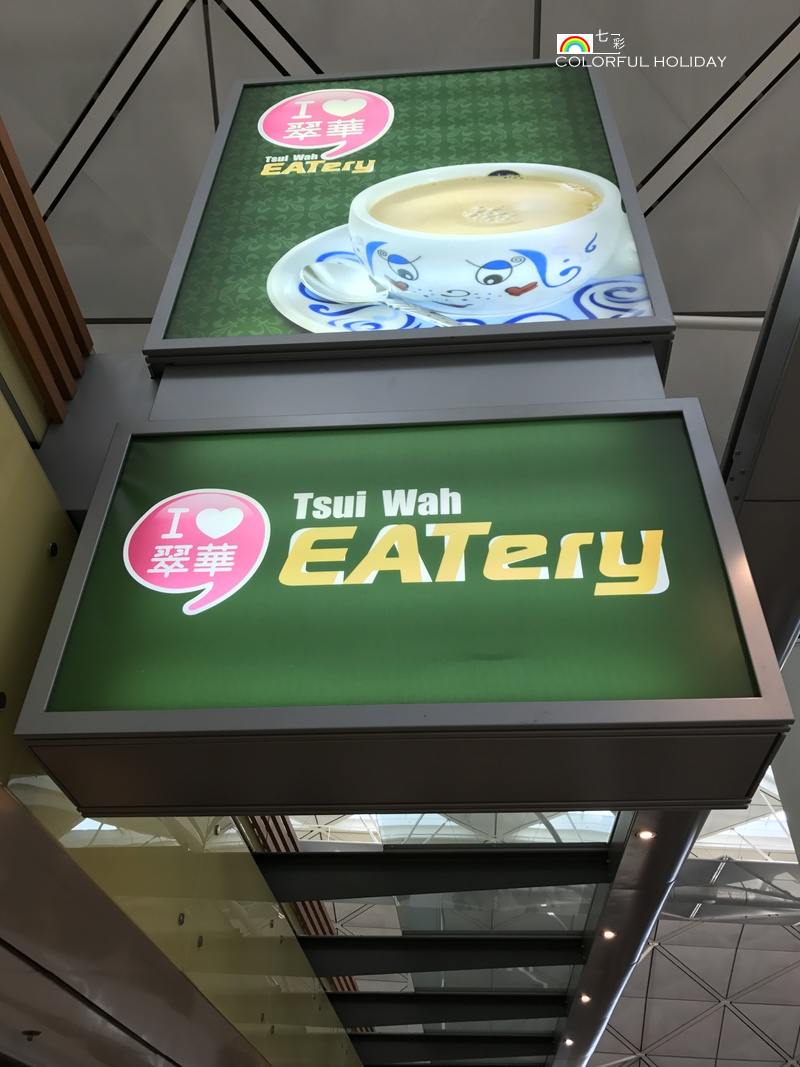 七彩
COLORFUL HOLIDAY
I
翠華
Tsui Wah
EATery
I
翠華
Tsui Wah
EATery